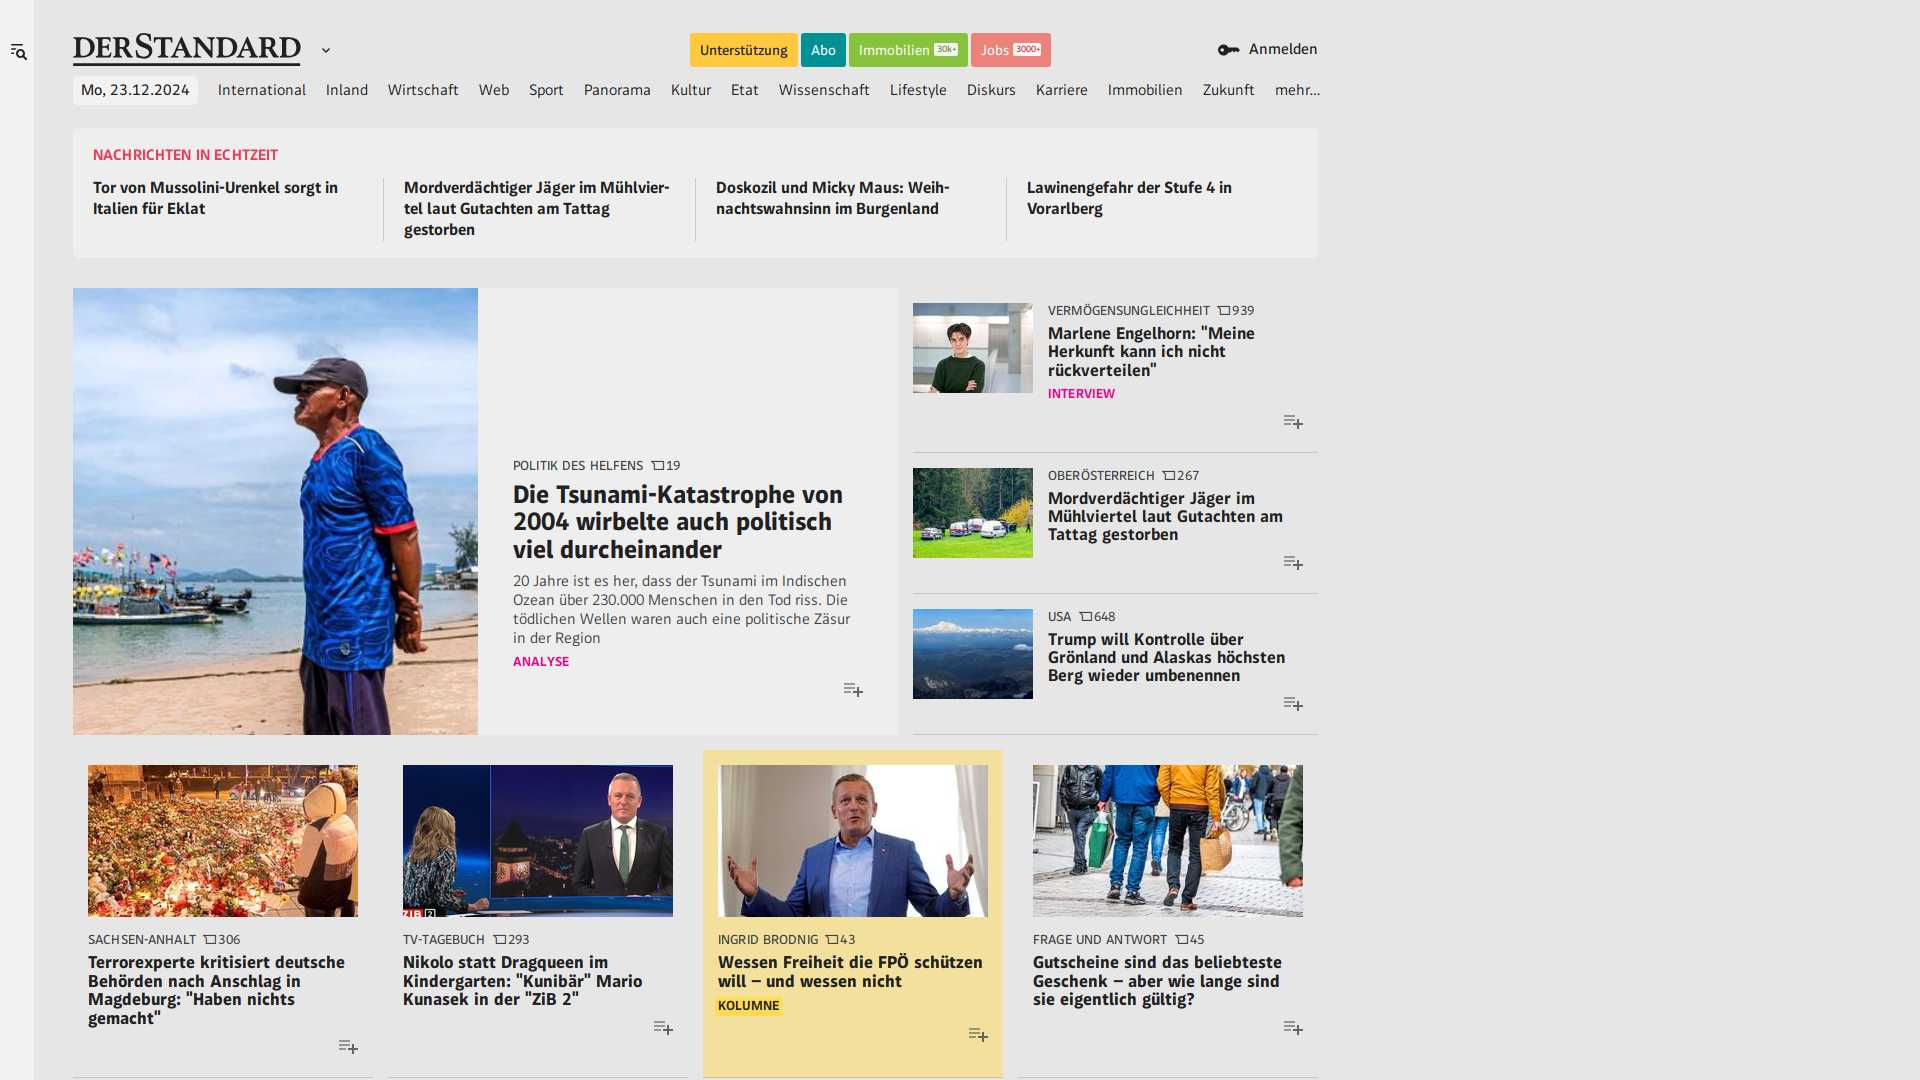 DERSTANDARD
Unterstützung
Abo
Immobilien 30k+
Jobs 3000+
Anmelden
Mo, 23.12.2024
International
Inland
Wirtschaft
Web
Sport
Panorama
Kultur
Etat
Wissenschaft
Lifestyle
Diskurs
Karriere
Immobilien
Zukunft
mehr...
NACHRICHTEN IN ECHTZEIT
Tor von Mussolini-Urenkel sorgt in
Italien für Eklat
Mordverdächtiger Jäger im Mühlvier-
tel laut Gutachten am Tattag
gestorben
Doskozil und Micky Maus: Weih-
nachtswahnsinn im Burgenland
Lawinengefahr der Stufe 4 in
Vorarlberg
POLITIK DES HELFENS 19
Die Tsunami-Katastrophe von
2004 wirbelte auch politisch
viel durcheinander
20 Jahre ist es her, dass der Tsunami im Indischen
Ozean über 230.000 Menschen in den Tod riss. Die
tödlichen Wellen waren auch eine politische Zäsur
in der Region
ANALYSE
VERMÖGENSUNGLEICHHEIT 939
Marlene Engelhorn: "Meine
Herkunft kann ich nicht
rückverteilen"
INTERVIEW
OBERÖSTERREICH 267
Mordverdächtiger Jäger im
Mühlviertel laut Gutachten am
Tattag gestorben
USA 648
Trump will Kontrolle über
Grönland und Alaskas höchsten
Berg wieder umbenennen
SACHSEN-ANHALT 306
Terrorexperte kritisiert deutsche
Behörden nach Anschlag in
Magdeburg: "Haben nichts
gemacht"
ZIB 2
TV-TAGEBUCH 293
Nikolo statt Dragqueen im
Kindergarten: "Kunibär" Mario
Kunasek in der "ZiB 2"
INGRID BRODNIG 43
Wessen Freiheit die FPÖ schützen
will – und wessen nicht
KOLUMNE
FRAGE UND ANTWORT 45
Gutscheine sind das beliebteste
Geschenk – aber wie lange sind
sie eigentlich gültig?